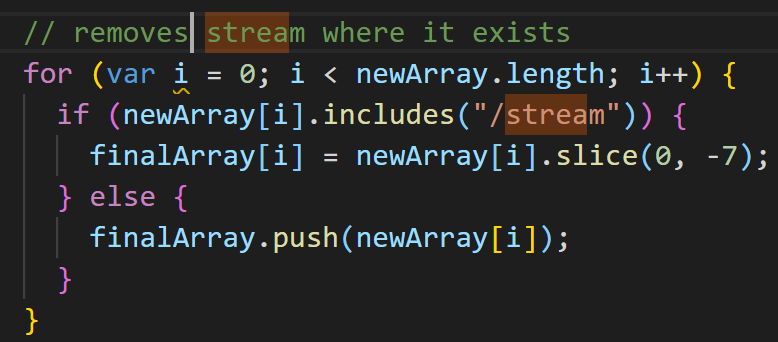 // removes stream where it exists
for (var i = 0; i < newArray.length; i++) {
  if (newArray[i].includes("/stream")) {
    finalArray[i] = newArray[i].slice(0, -7);
  } else {
    finalArray.push(newArray[i]);
  }
}